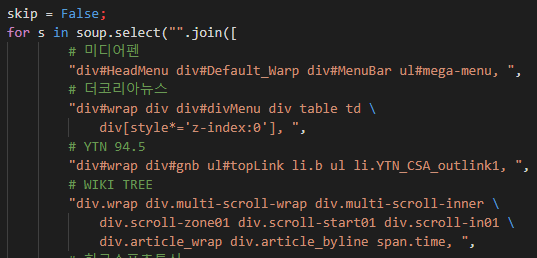 skip = False;
for s in soup.select("".join([
# 미디어펜
"div#HeadMenu div#Default_Warp div#MenuBar ul#mega-menu, ",
# 더코리아뉴스
"div#wrap div div#divMenu div table td \
div[style*='z-index:0'], ",
# YTN 94.5
"div#wrap div#gnb ul#topLink li.b ul li.YTN_CSA_outlink1, ",
# WIKI TREE
"div.wrap div.multi-scroll-wrap div.multi-scroll-inner \
div.scroll-zone01 div.scroll-start01 div.scroll-in01 \
div.article_wrap div.article_byline span.time, ",